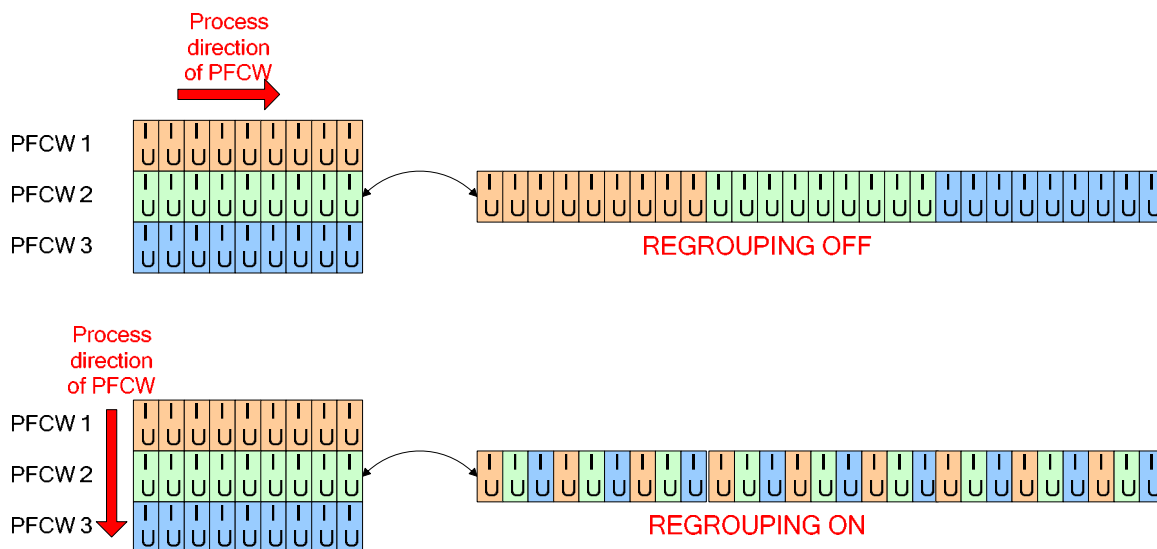 Process
direction
of PFCW
PFCW 1
I I I I I I I I I
U U U U U U U U U
PFCW 2
I I I I I I I I I
U U U U U U U U U
PFCW 3
I I I I I I I I I
U U U U U U U U U
I I I I I I I I I I I I I I I I I I I I I I I I I I I
U U U U U U U U U U U U U U U U U U U U U U U U U U U
REGROUPING OFF
Process
direction
of PFCW
PFCW 1
I I I I I I I I I
U U U U U U U U U
PFCW 2
I I I I I I I I I
U U U U U U U U U
PFCW 3
I I I I I I I I I
U U U U U U U U U
I I I I I I I I I I I I I I I I I I I I I I I I I I I
U U U U U U U U U U U U U U U U U U U U U U U U U U U
REGROUPING ON